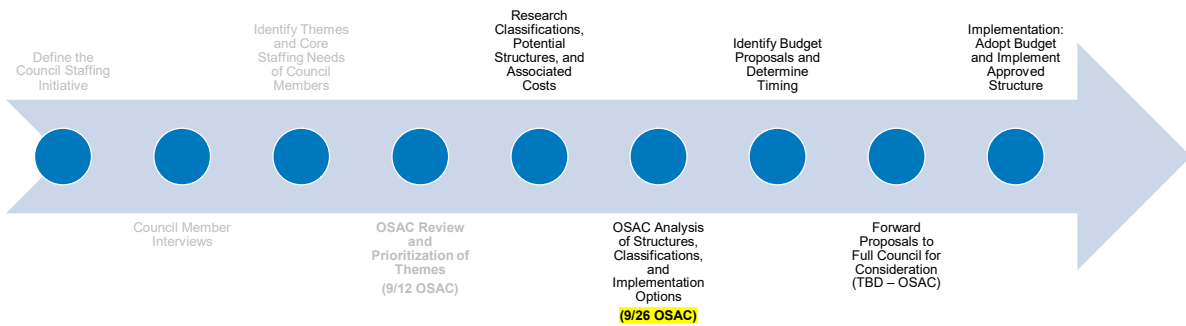 Define the
Council Staffing
Initiative
Council Member
Interviews
Identify Themes
and Core
Staffing Needs
of Council
Members
OSAC Review
and
Prioritization of
Themes
(9/12 OSAC)
Research
Classifications,
Potential
Structures, and
Associated
Costs
OSAC Analysis
of Structures,
Classifications,
and
Implementation
Options
(9/26 OSAC)
Identify Budget
Proposals and
Determine
Timing
Forward
Proposals to
Full Council for
Consideration
(TBD – OSAC)
Implementation:
Adopt Budget
and Implement
Approved
Structure